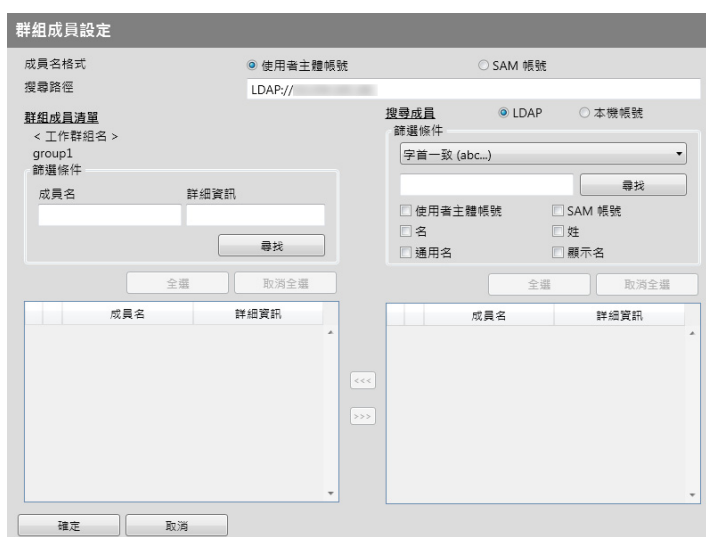 群組成員設定
成員名格式
使用者主體帳號
SAM 帳號
搜尋路徑
LDAP://
群組成員清單
< 工作群組名 >
group1
篩選條件
成員名
詳細資訊
尋找
全選
取消全選
成員名
詳細資訊
搜尋成員
LDAP
本機帳號
篩選條件
字首一致 (abc...)
尋找
使用者主體帳號
SAM 帳號
名
姓
通用名
顯示名
全選
取消全選
成員名
詳細資訊
<<<
>>>
確定
取消